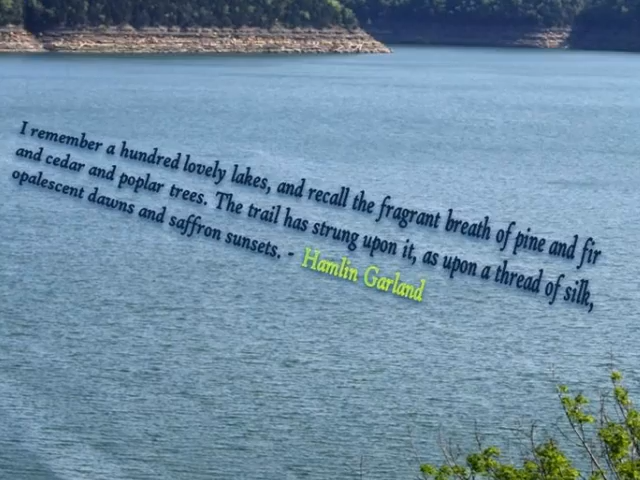 I remember a hundred lovely lakes, and recall the fragrant breath of pine and fir
and cedar and poplar trees. The trail has strung upon it, as upon a thread of silk,
opalescent dawns and saffron sunsets. - Hamlin Garland